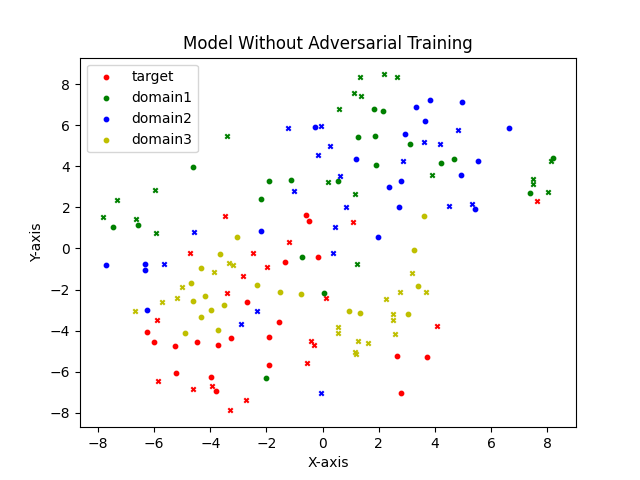 Model Without Adversarial Training
target
domain1
domain2
domain3
Y-axis
8
6
4
2
0
−2
−4
−6
−8
−8 −6 −4 −2 0 2 4 6 8
X-axis